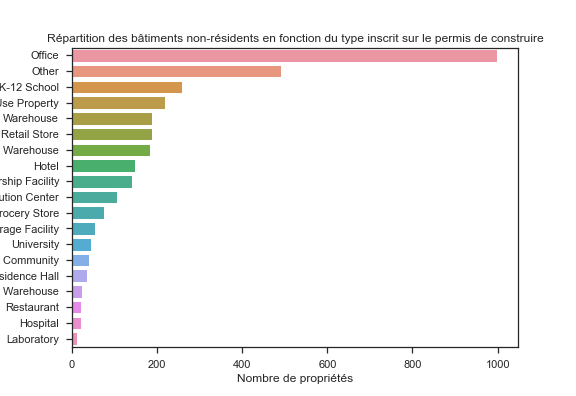 Répartition des bâtiments non-résidents en fonction du type inscrit sur le permis de construire
Office
Other
K-12 School
Use Property
Warehouse
Retail Store
Warehouse
Hotel
rship Facility
ution Center
rocery Store
rage Facility
University
Community
sidence Hall
Warehouse
Restaurant
Hospital
Laboratory
0 200 400 600 800 1000
Nombre de propriétés